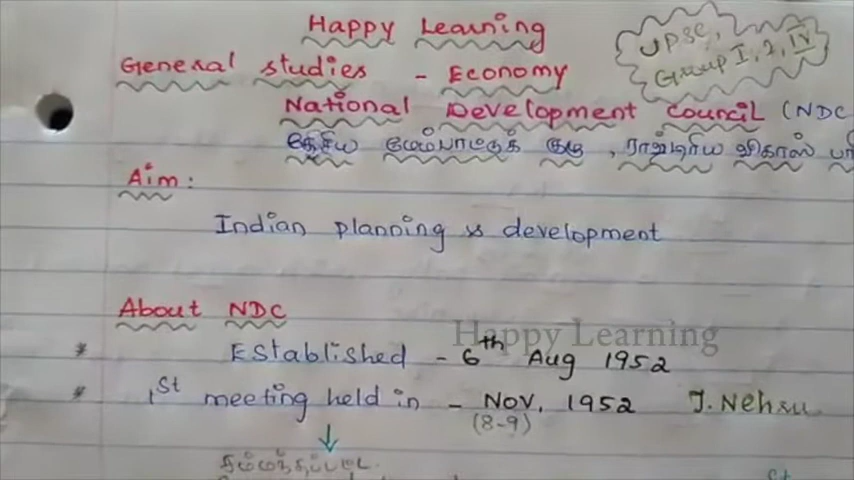 Happy Learning
UPSC,
Group I, 2, IV
General studies - Economy
National Development Council (NDC
தேசிய மேம்பாட்டுக் குழு, ராஷ்டிரிய விகாஸ் பரி
Aim:
Indian planning & development
About NDC
Happy Learning
* Established - 6th Aug 1952
* 1st meeting held in - Nov, 1952 J. Nehru
(8-9)